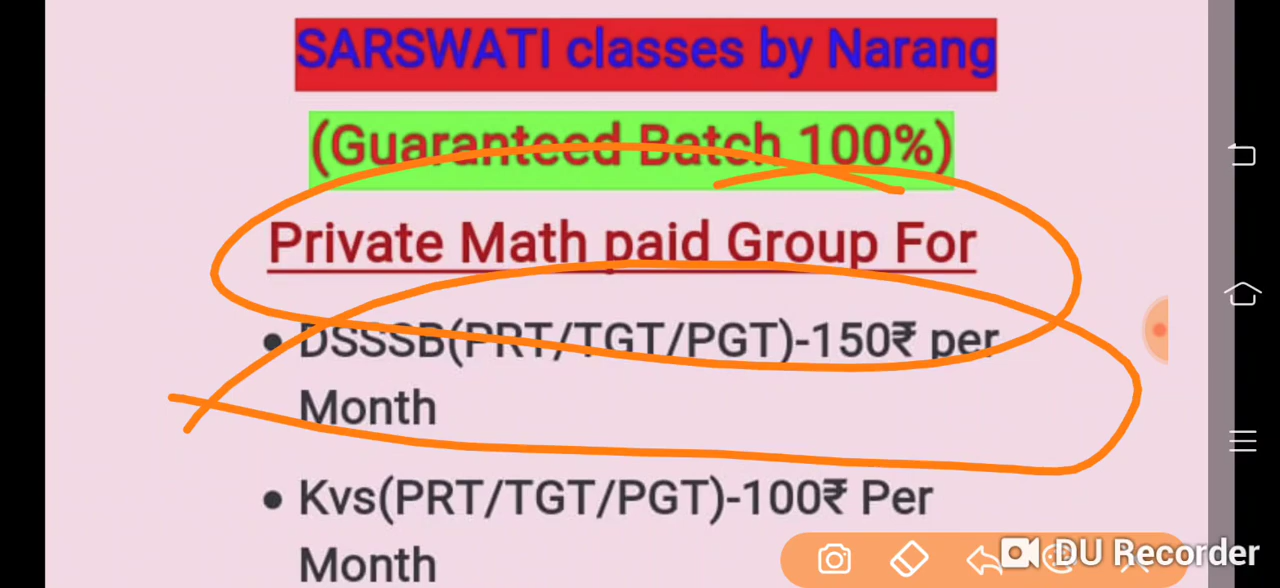 SARSWATI classes by Narang
(Guaranteed Batch 100%)
Private Math paid Group For
• DSSSB(PRT/TGT/PGT)-150₹ per
Month
• Kvs(PRT/TGT/PGT)-100₹ Per
Month
DU Recorder